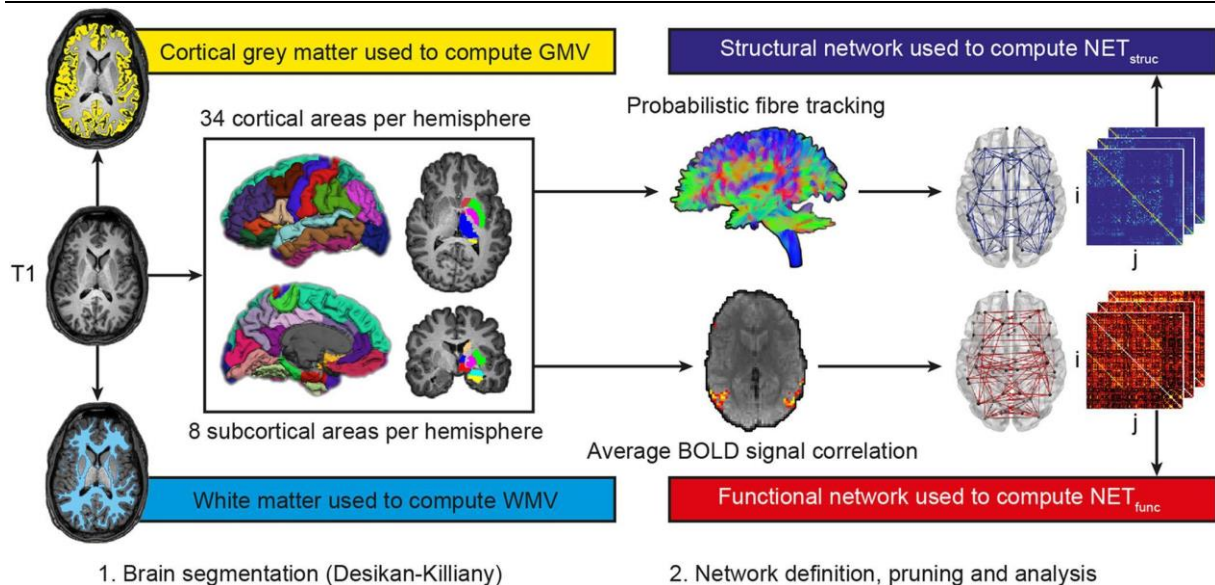 Cortical grey matter used to compute GMV
Structural network used to compute NETstruc
34 cortical areas per hemisphere
Probabilistic fibre tracking
i
j
T1
8 subcortical areas per hemisphere
Average BOLD signal correlation
i
j
White matter used to compute WMV
Functional network used to compute NETfunc
1. Brain segmentation (Desikan-Killiany)
2. Network definition, pruning and analysis